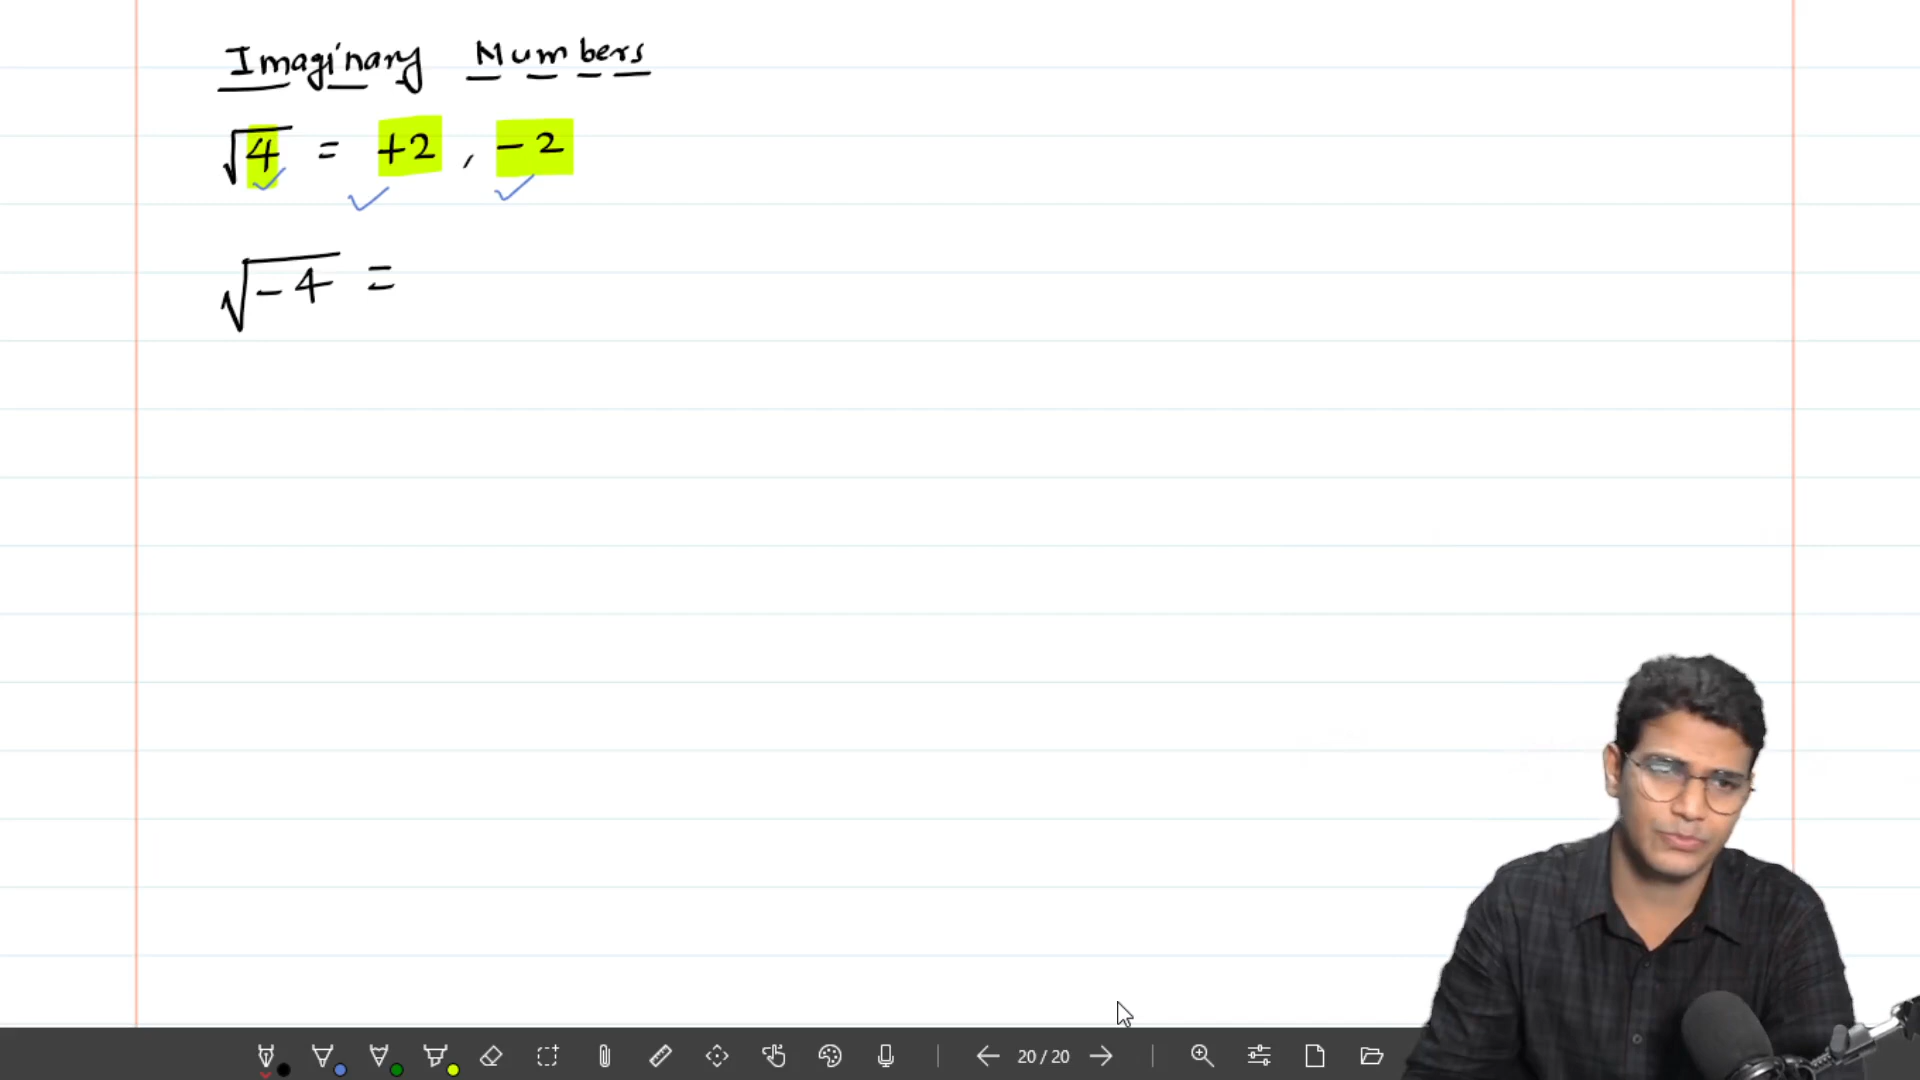 Imaginary Numbers
√4 = +2 , -2
√-4 =
20 / 20